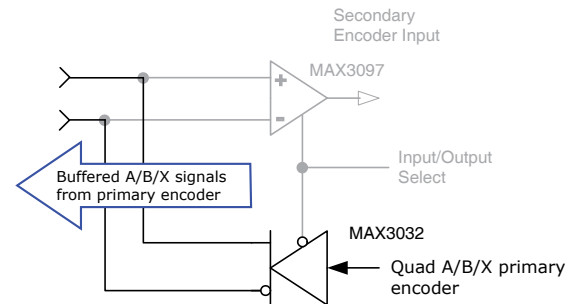 Secondary
Encoder Input
MAX3097
+
-
Buffered A/B/X signals
from primary encoder
Input/Output
Select
MAX3032
Quad A/B/X primary
encoder